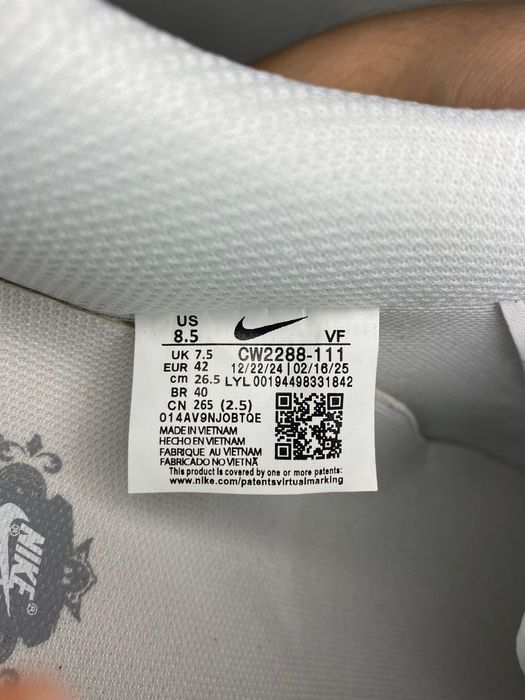 US
8.5 VF
UK 7.5 CW2288-111
EUR 42 12/22/24 | 02/16/25
cm 26.5 LYL 00194498331842
BR 40
CN 265 (2.5)
014AV9NJOBTQE
MADE IN VIETNAM
HECHO EN VIETNAM
FABRIQUE AU VIETNAM
FABRICADO NO VIETNÃ
This product is covered by one or more patents:
www.nike.com/patentsvirtualmarking
NIKE®